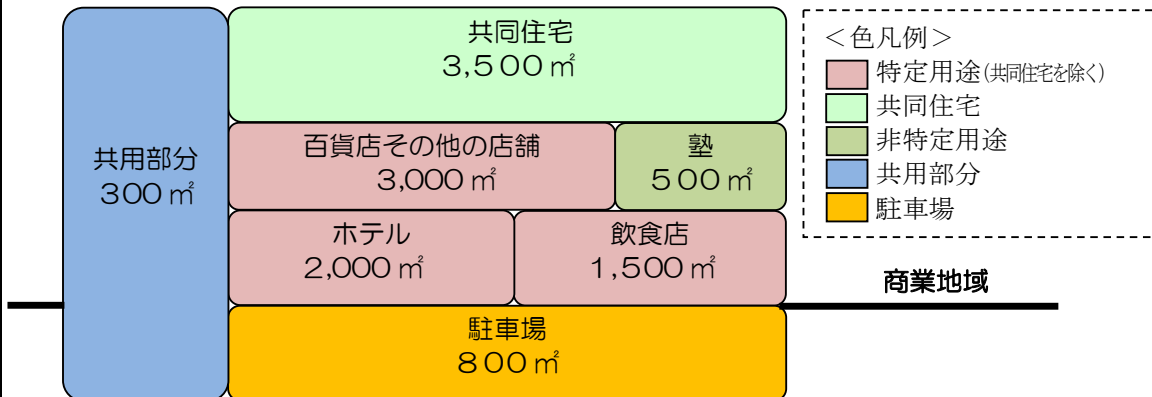 共同住宅
3,500㎡
共用部分
300㎡
百貨店その他の店舗
3,000㎡
塾
500㎡
ホテル
2,000㎡
飲食店
1,500㎡
駐車場
800㎡
商業地域
＜色凡例＞
特定用途(共同住宅を除く)
共同住宅
非特定用途
共用部分
駐車場